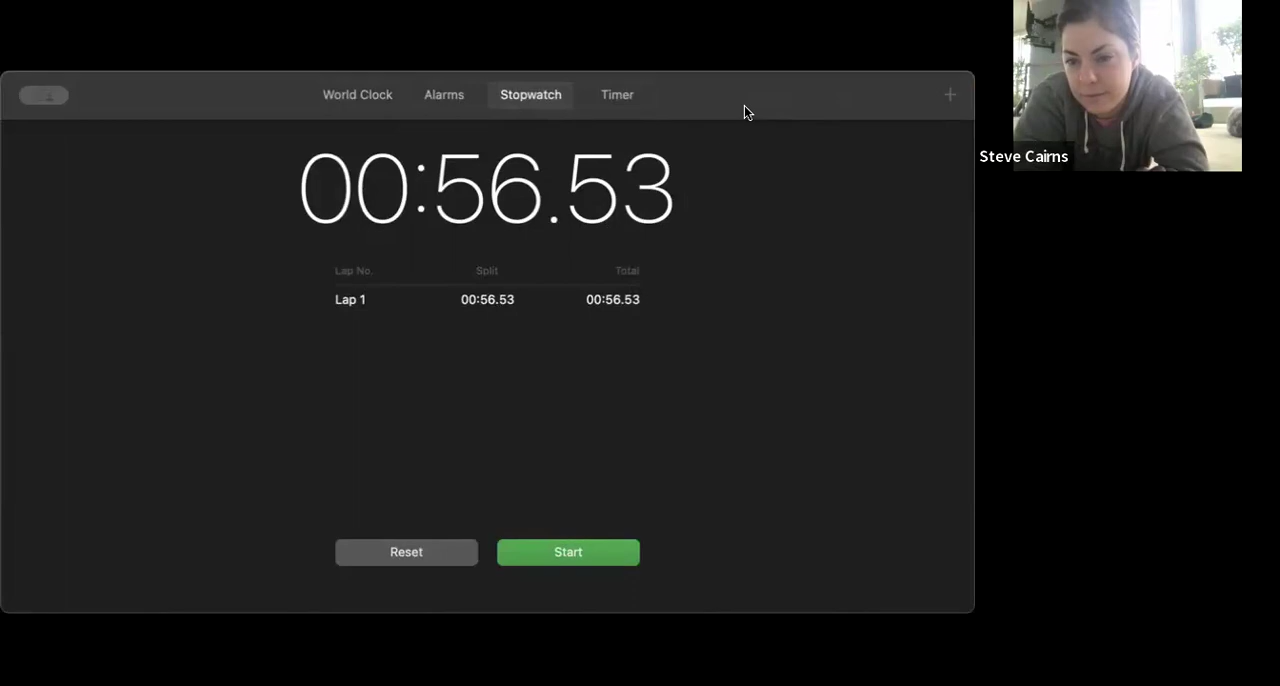 World Clock Alarms Stopwatch Timer
00:56.53
Lap No. Split Total
Lap 1 00:56.53 00:56.53
Reset Start
Steve Cairns